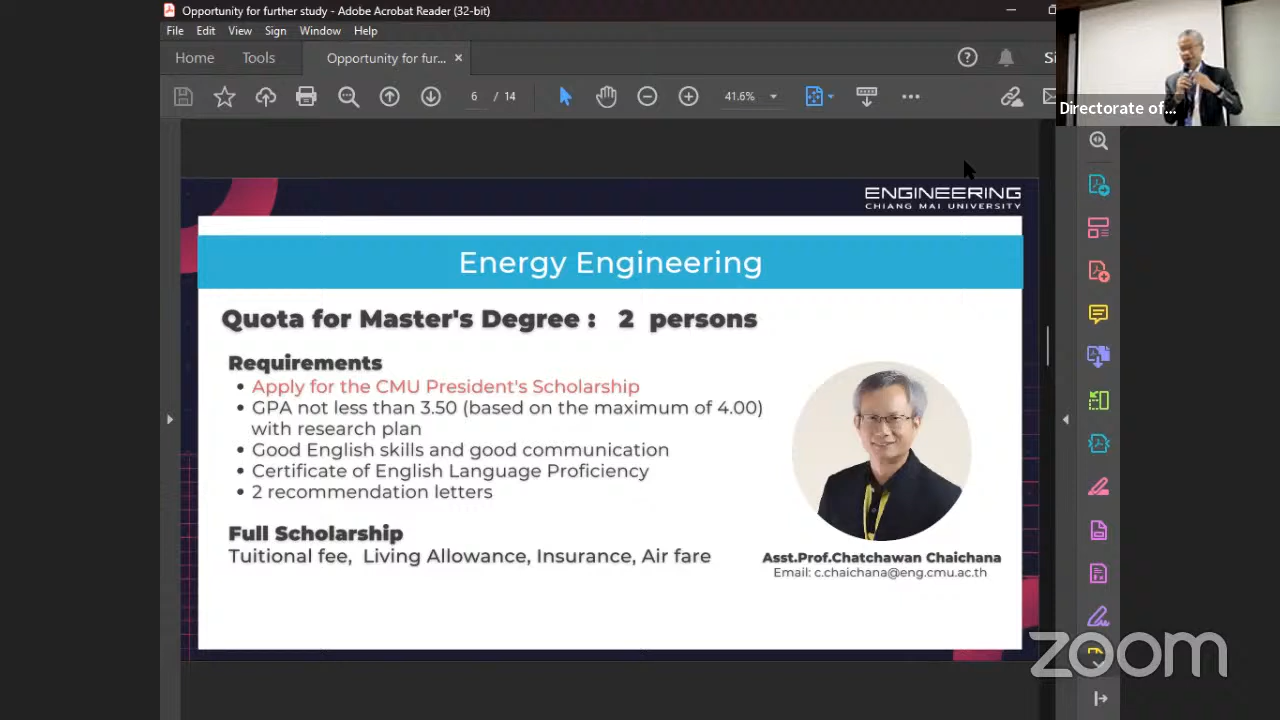 Opportunity for further study - Adobe Acrobat Reader (32-bit)
File Edit View Sign Window Help
Home Tools Opportunity for fur... ×
6 / 14 41.6%
Directorate of...
ENGINEERING
CHIANG MAI UNIVERSITY
Energy Engineering
Quota for Master's Degree : 2 persons
Requirements
• Apply for the CMU President's Scholarship
• GPA not less than 3.50 (based on the maximum of 4.00)
with research plan
• Good English skills and good communication
• Certificate of English Language Proficiency
• 2 recommendation letters
Full Scholarship
Tuitional fee, Living Allowance, Insurance, Air fare
Asst.Prof.Chatchawan Chaichana
Email: c.chaichana@eng.cmu.ac.th
zoom